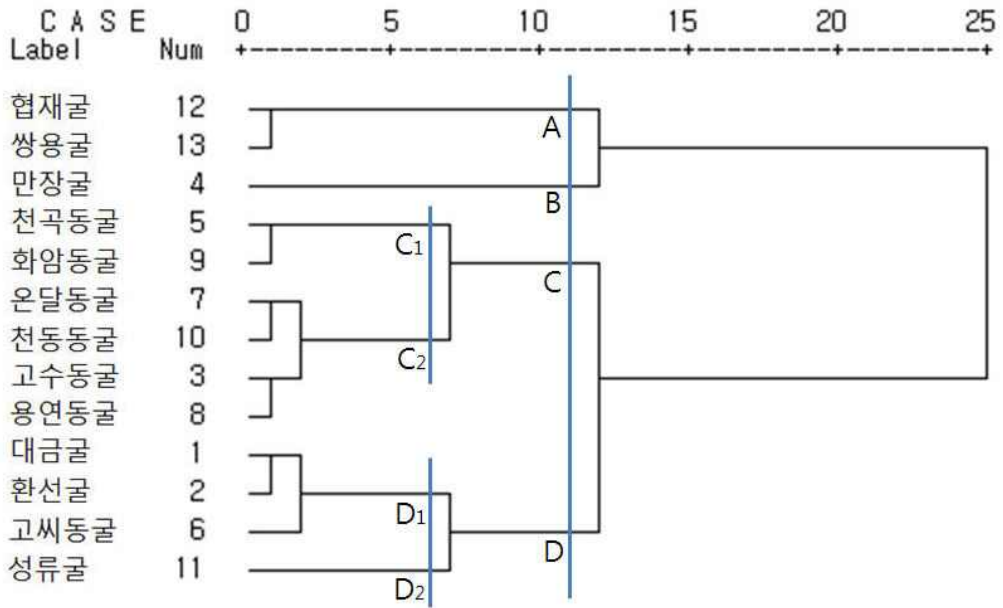 C A S E 0 5 10 15 20 25
Label Num
협재굴 12
A
쌍용굴 13
만장굴 4
B
천곡동굴 5
C1
화암동굴 9
C
온달동굴 7
천동동굴 10
C2
고수동굴 3
용연동굴 8
대금굴 1
환선굴 2
D1
고씨동굴 6
D
성류굴 11
D2